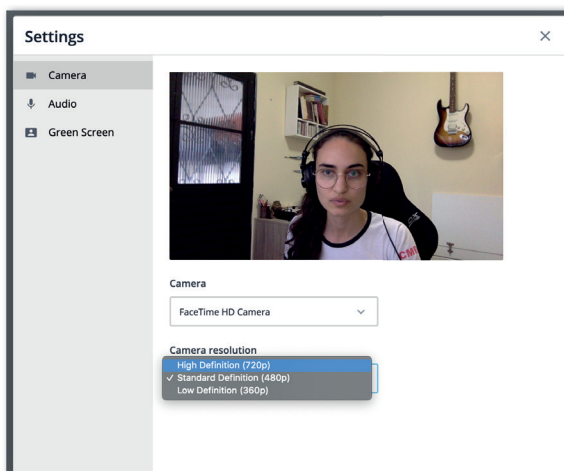 Settings
Camera
Audio
Green Screen
CMU
Camera
FaceTime HD Camera
Camera resolution
High Definition (720p)
✓ Standard Definition (480p)
Low Definition (360p)